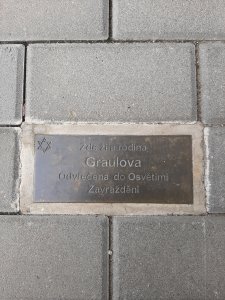 Zde žila rodina
Graulova
Odvlečena do Osvětimi
Zavražděni